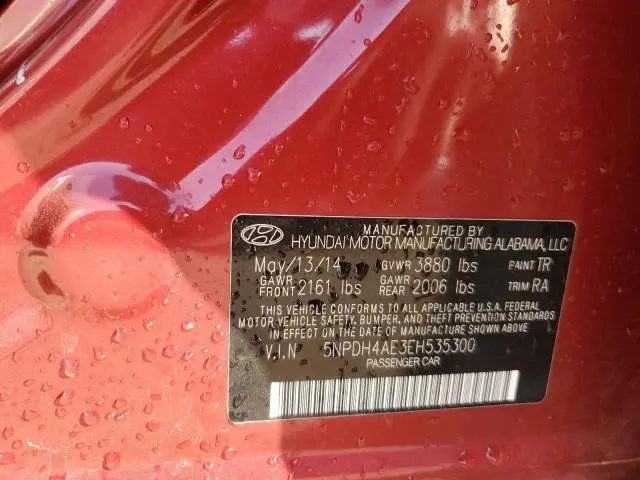 MANUFACTURED BY
HYUNDAI MOTOR MANUFACTURING ALABAMA, LLC
May/13/14 GVWR 3880 lbs PAINT TR
GAWR FRONT 2161 lbs GAWR REAR 2006 lbs TRIM RA
THIS VEHICLE CONFORMS TO ALL APPLICABLE U.S.A. FEDERAL
MOTOR VEHICLE SAFETY, BUMPER, AND THEFT PREVENTION STANDARDS
IN EFFECT ON THE DATE OF MANUFACTURE SHOWN ABOVE.
V.I.N 5NPDH4AE3EH535300
PASSENGER CAR